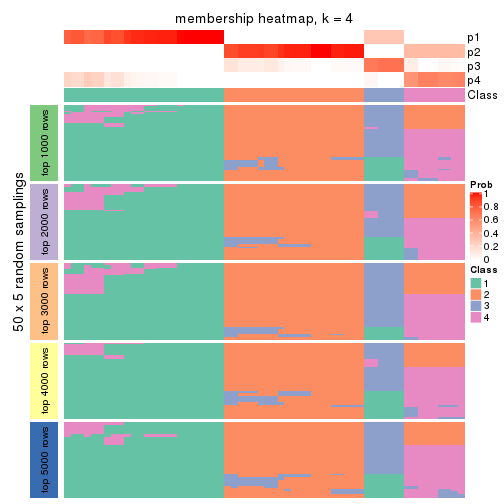 membership heatmap, k = 4
p1
p2
p3
p4
Class
50 x 5 random samplings
top 1000 rows
top 2000 rows
top 3000 rows
top 4000 rows
top 5000 rows
Prob
1
0.8
0.6
0.4
0.2
0
Class
1
2
3
4